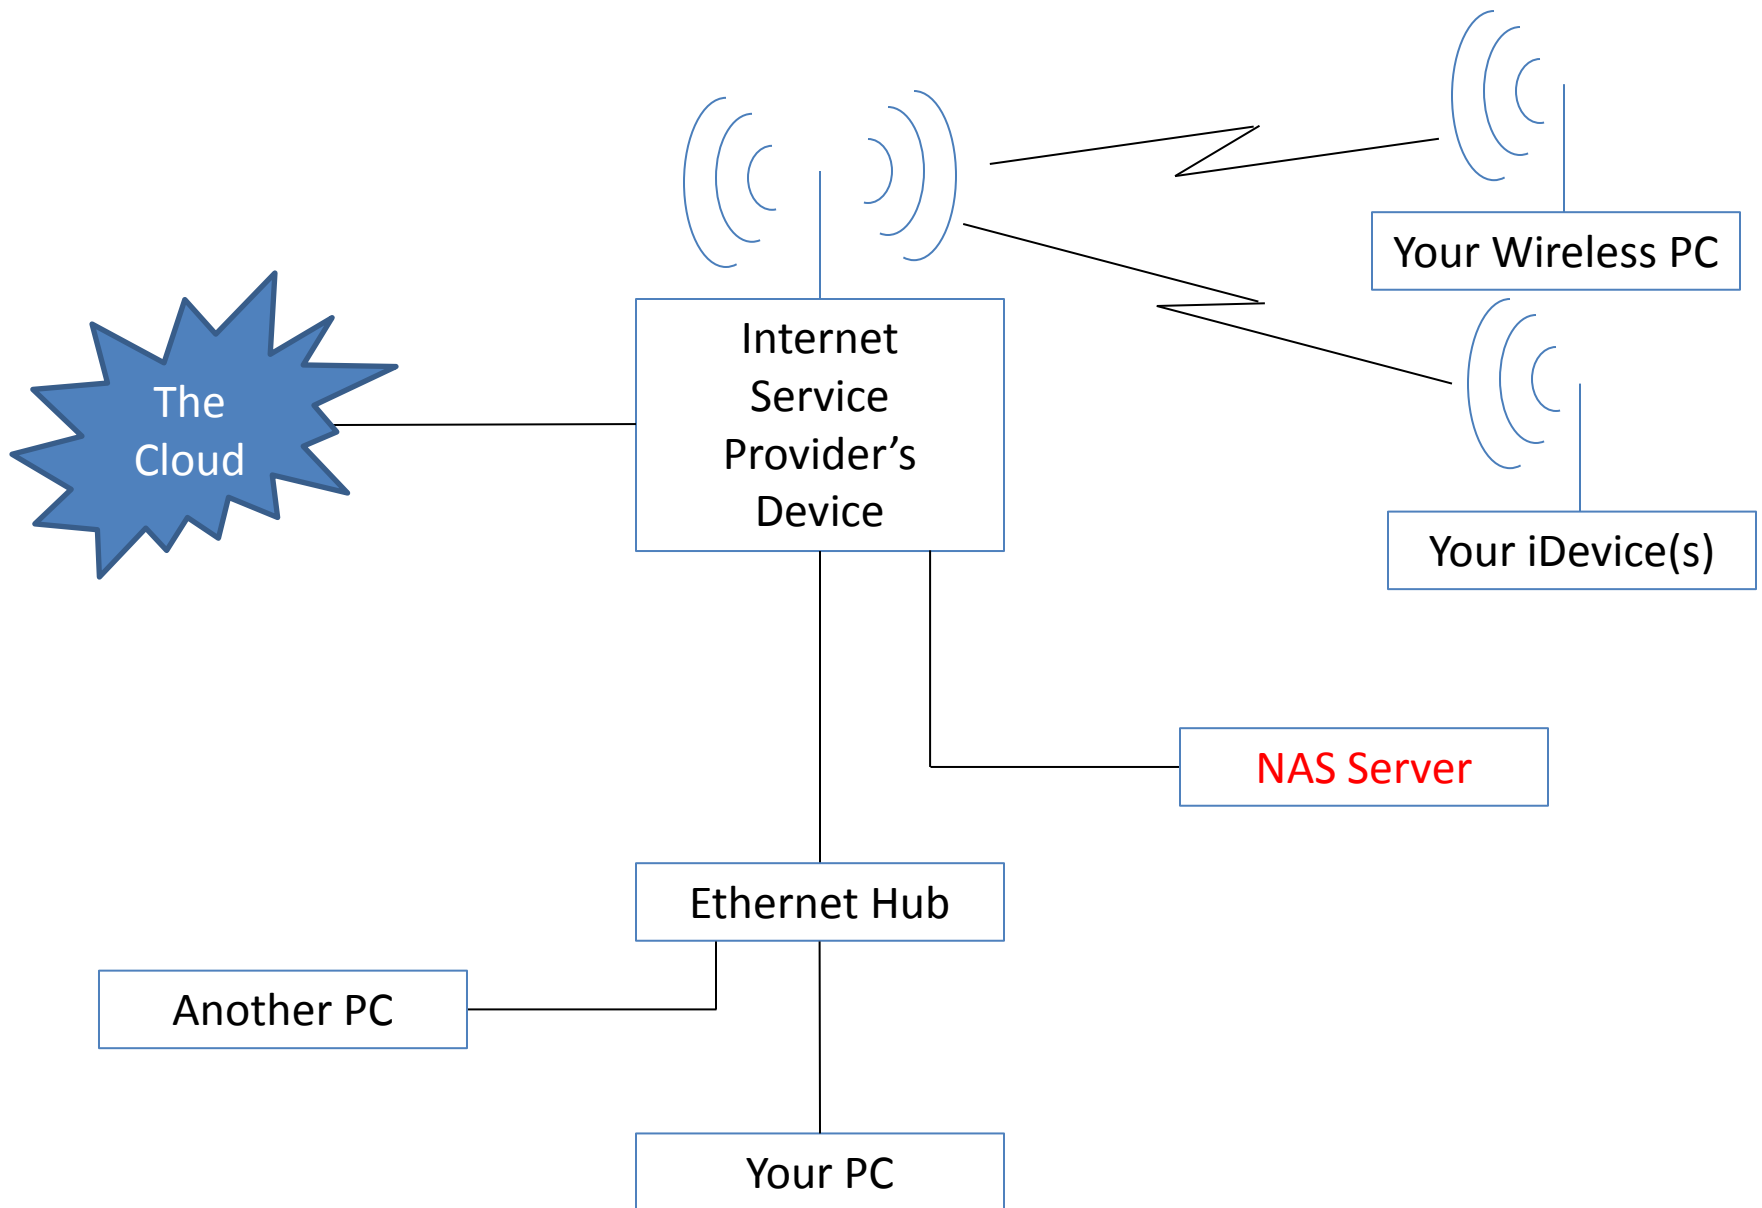 Your Wireless PC
Internet
Service
Provider’s
Device
The
Cloud
Your iDevice(s)
NAS Server
Ethernet Hub
Another PC
Your PC